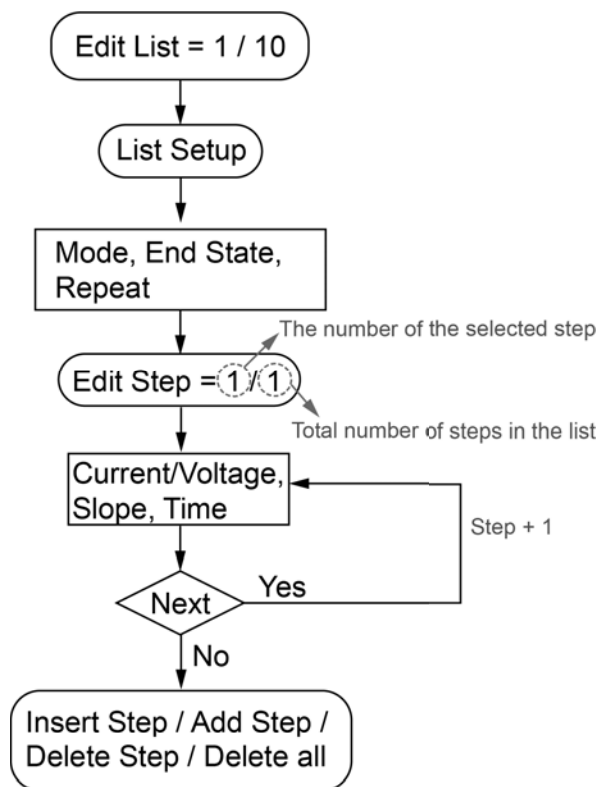 Edit List = 1 / 10
List Setup
Mode, End State,
Repeat
The number of the selected step
Edit Step = 1 / 1
Total number of steps in the list
Current/Voltage,
Slope, Time
Step + 1
Next
Yes
No
Insert Step / Add Step /
Delete Step / Delete all